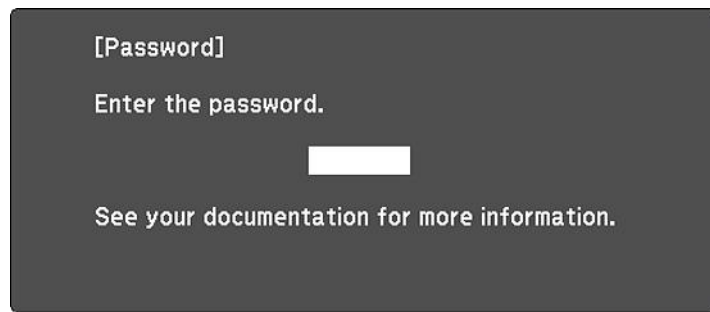 [Password]
Enter the password.
See your documentation for more information.